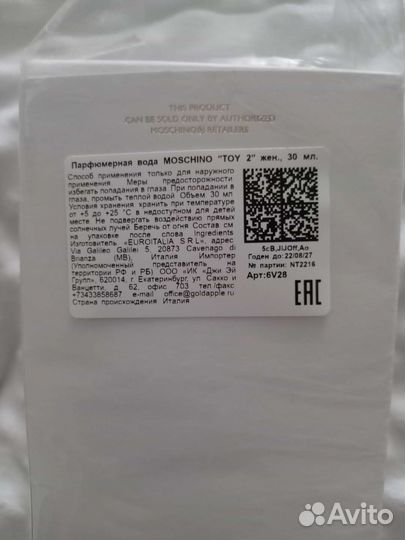 THIS PRODUCT
CAN BE SOLD ONLY BY AUTHORIZED
MOSCHINO® RETAILERS
Парфюмерная вода MOSCHINO "TOY 2" жен., 30 мл.
Способ применения только для наружного
применения Меры предосторожности:
избегать попадания в глаза При попадании в
глаза, промыть теплой водой Объем 30 мл
Условия хранения хранить при температуре
от +5 до +25 °C в недоступном для детей
месте Не подвергать воздействию прямых
солнечных лучей Беречь от огня Состав см
на упаковке после слова Ingredients
Изготовитель «EUROITALIA S.R.L», адрес
Via Galileo Galilei 5, 20873 Cavenago di
Brianza (MB), Италия Импортер
(Уполномоченный представитель на
территории РФ и РБ) ООО «ИК «Джи Эй
Групп», 620014, г Екатеринбург, ул Сакко и
Ванцетти, д 62, офис 703 тел/факс
+73433858687 e-mail office@goldapple ru
Страна происхождения Италия
5cB,JIJOff,Ao
Годен до: 22/08/27
№ партии: NT2216
Арт:6V28
EAC
Avito